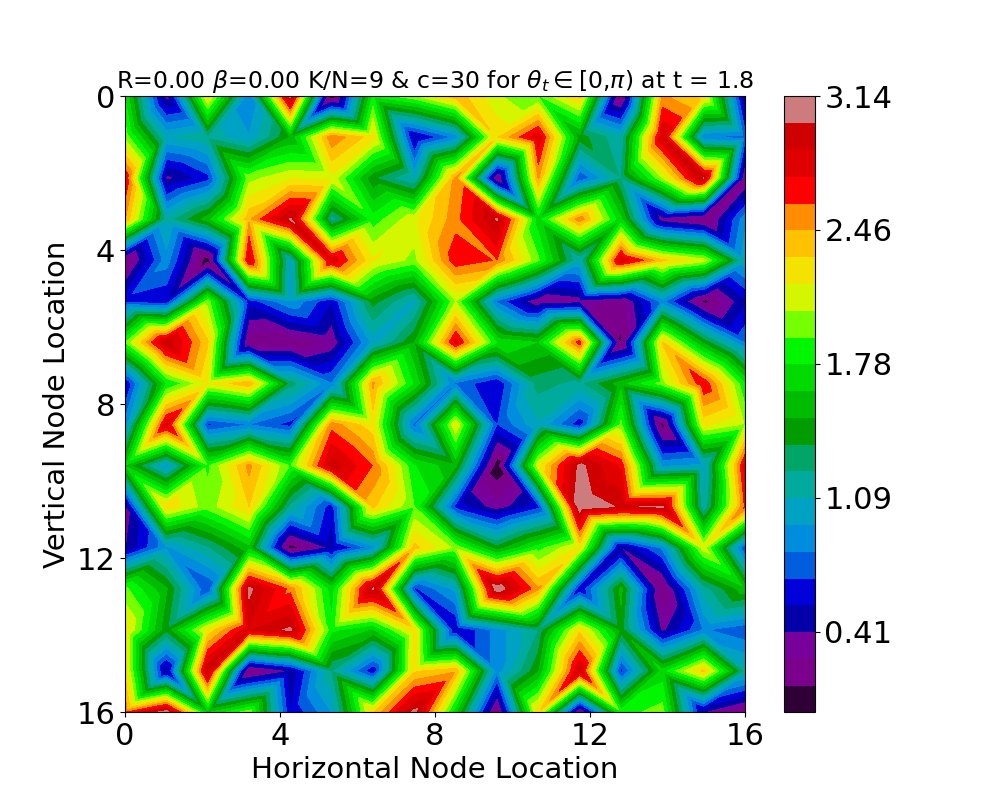 R=0.00 β=0.00 K/N=9 & c=30 for θₜ ∈ [0,π) at t = 1.8
0
4
8
12
16
Vertical Node Location
0 4 8 12 16
Horizontal Node Location
3.14
2.46
1.78
1.09
0.41